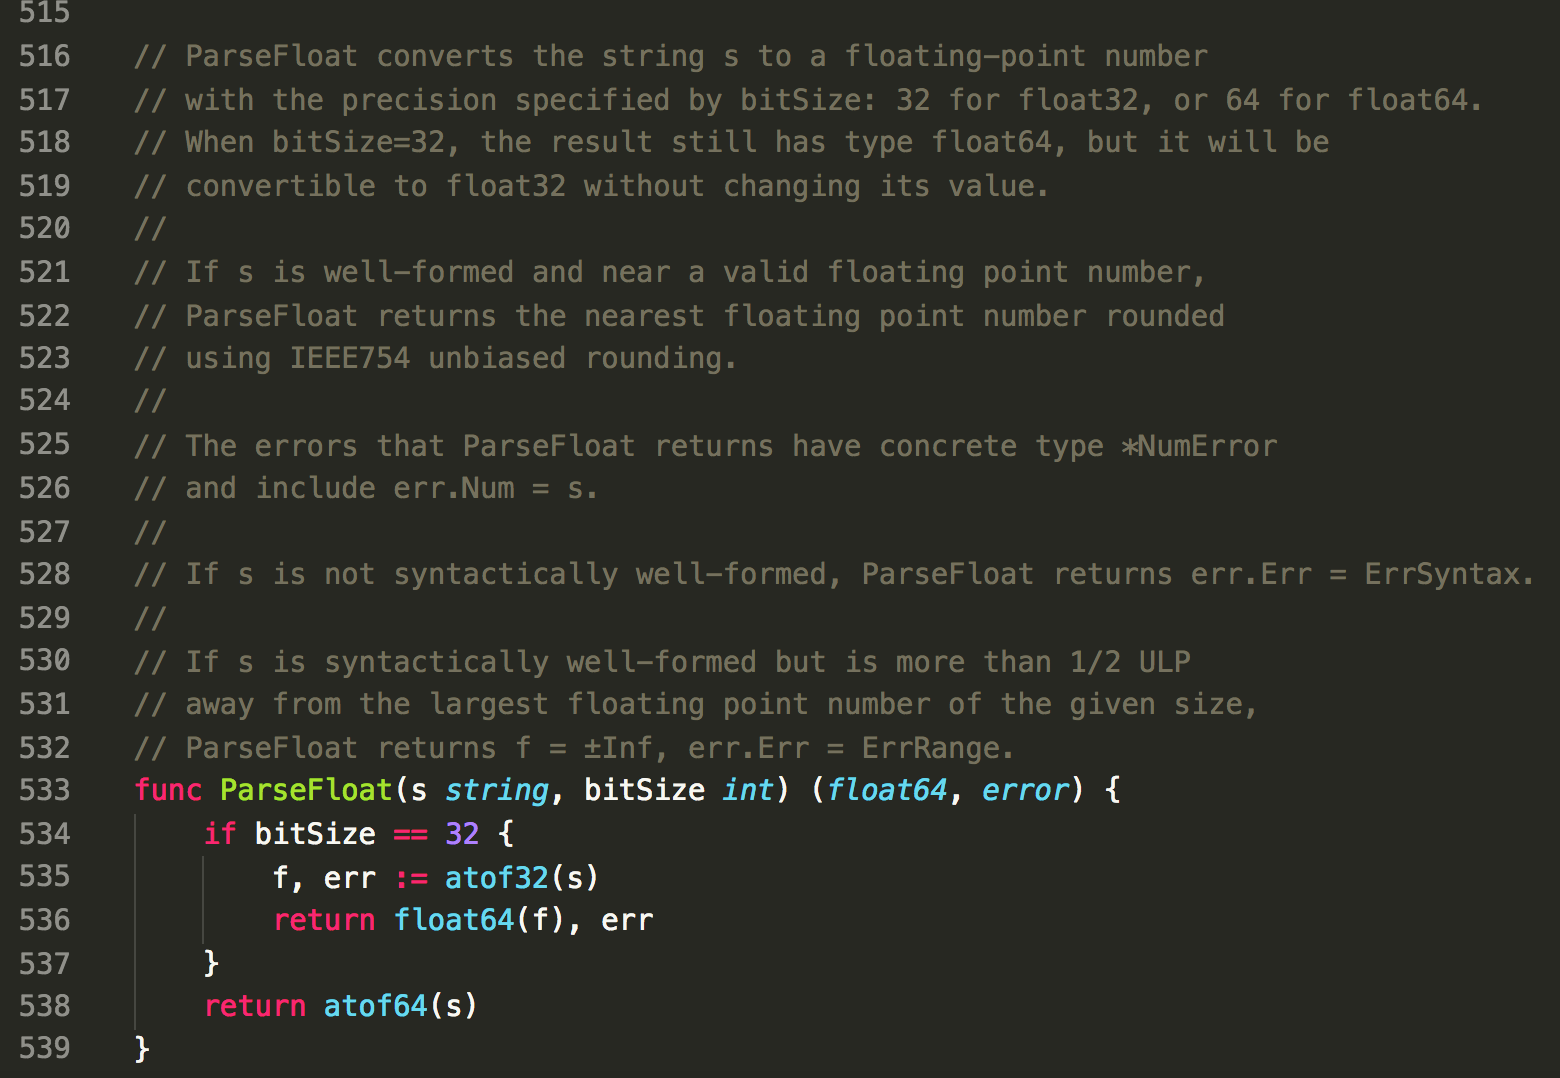 515
516 // ParseFloat converts the string s to a floating-point number
517 // with the precision specified by bitSize: 32 for float32, or 64 for float64.
518 // When bitSize=32, the result still has type float64, but it will be
519 // convertible to float32 without changing its value.
520 //
521 // If s is well-formed and near a valid floating point number,
522 // ParseFloat returns the nearest floating point number rounded
523 // using IEEE754 unbiased rounding.
524 //
525 // The errors that ParseFloat returns have concrete type *NumError
526 // and include err.Num = s.
527 //
528 // If s is not syntactically well-formed, ParseFloat returns err.Err = ErrSyntax.
529 //
530 // If s is syntactically well-formed but is more than 1/2 ULP
531 // away from the largest floating point number of the given size,
532 // ParseFloat returns f = ±Inf, err.Err = ErrRange.
533 func ParseFloat(s string, bitSize int) (float64, error) {
534     if bitSize == 32 {
535         f, err := atof32(s)
536         return float64(f), err
537     }
538     return atof64(s)
539 }